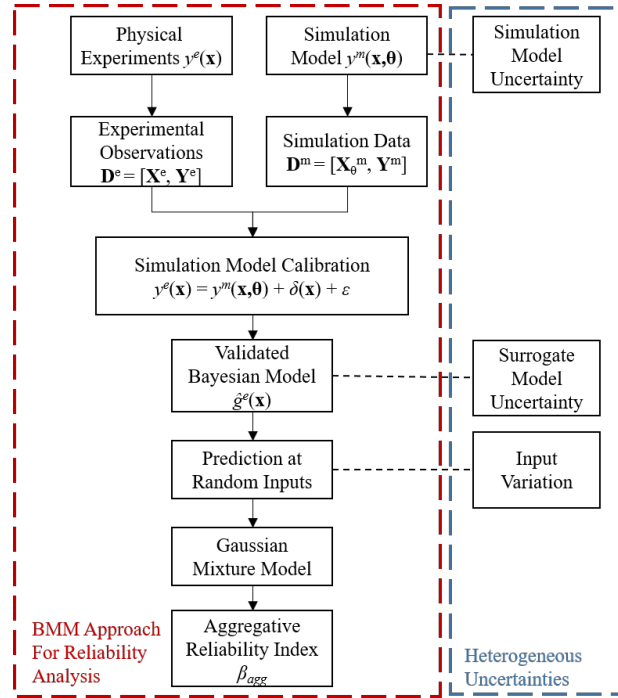 Physical
Experiments yᵉ(x)
Simulation
Model yᵐ(x,θ)
Simulation
Model
Uncertainty
Experimental
Observations
Dᵉ = [Xᵉ, Yᵉ]
Simulation Data
Dᵐ = [X_θᵐ, Yᵐ]
Simulation Model Calibration
yᵉ(x) = yᵐ(x,θ) + δ(x) + ε
Validated
Bayesian Model
ĝᵉ(x)
Surrogate
Model
Uncertainty
Prediction at
Random Inputs
Input
Variation
Gaussian
Mixture Model
Aggregative
Reliability Index
β_agg
BMM Approach
For Reliability
Analysis
Heterogeneous
Uncertainties